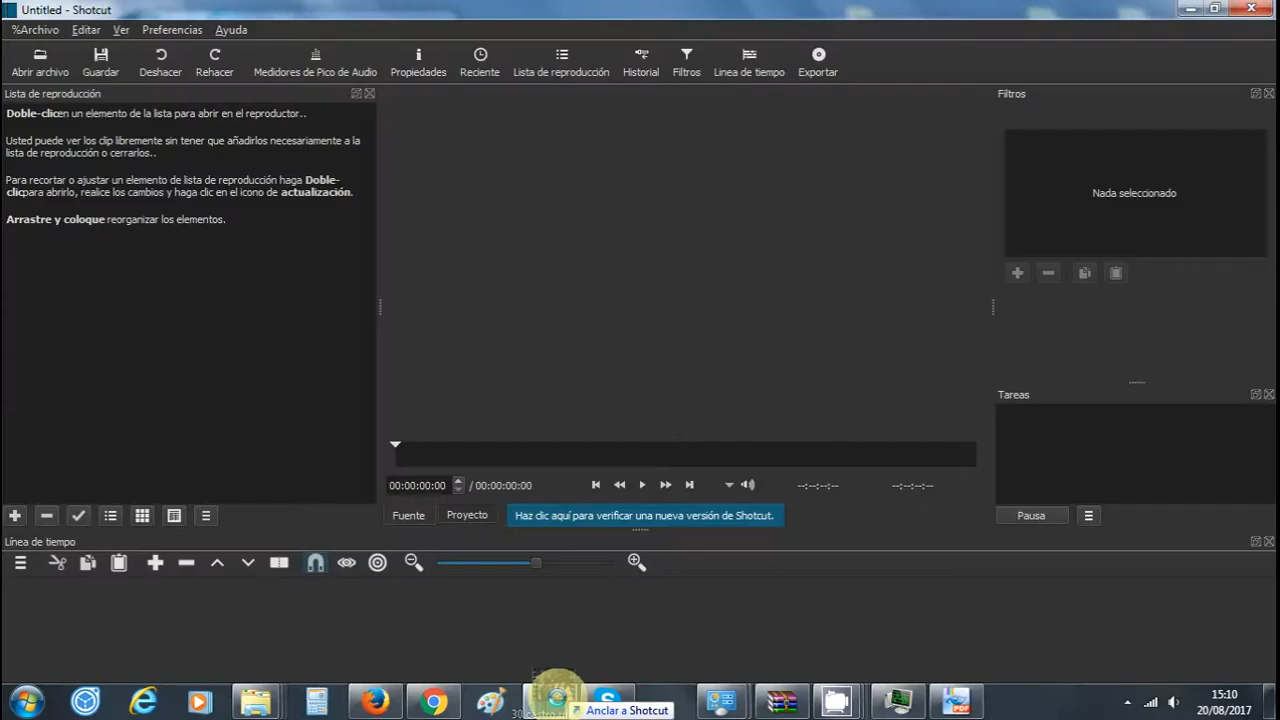 Untitled - Shotcut
%Archivo Editar Ver Preferencias Ayuda
Abrir archivo Guardar Deshacer Rehacer Medidores de Pico de Audio Propiedades Reciente Lista de reproducción Historial Filtros Linea de tiempo Exportar
Lista de reproducción
Doble-clicen un elemento de la lista para abrir en el reproductor..
Usted puede ver los clip libremente sin tener que añadirlos necesariamente a la
lista de reproducción o cerrarlos..
Para recortar o ajustar un elemento de lista de reproducción haga Doble-
clicpara abrirlo, realice los cambios y haga clic en el icono de actualización.
Arrastre y coloque reorganizar los elementos.
Filtros
Nada seleccionado
Tareas
Pausa
00:00:00:00 / 00:00:00:00 --:--:--:-- --:--:--:--
Fuente Proyecto Haz clic aquí para verificar una nueva versión de Shotcut.
Línea de tiempo
Anclar a Shotcut
15:10
20/08/2017